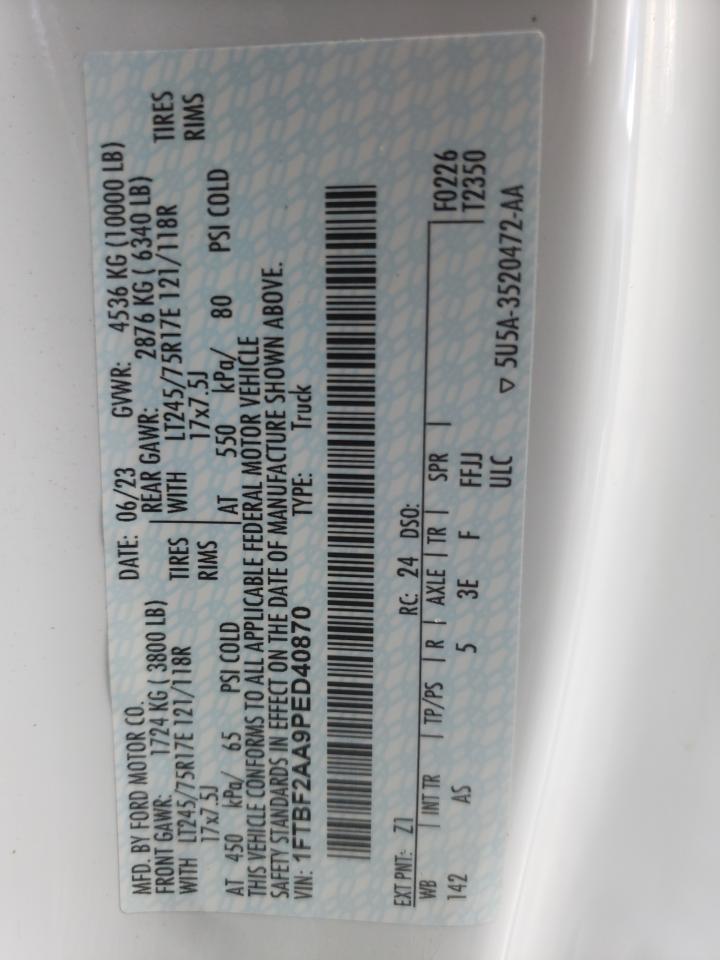 MFD. BY FORD MOTOR CO. DATE: 06/23 GVWR: 4536 KG (10000 LB)
FRONT GAWR: 1724 KG ( 3800 LB) REAR GAWR: 2876 KG ( 6340 LB)
WITH LT245/75R17E 121/118R TIRES WITH LT245/75R17E 121/118R TIRES
17x7.5J RIMS 17x7.5J RIMS
AT 450 kPa/ 65 PSI COLD AT 550 kPa/ 80 PSI COLD
THIS VEHICLE CONFORMS TO ALL APPLICABLE FEDERAL MOTOR VEHICLE
SAFETY STANDARDS IN EFFECT ON THE DATE OF MANUFACTURE SHOWN ABOVE.
VIN: 1FTBF2AA9PED40870 TYPE: Truck
EXT PNT: Z1 RC: 24 DSO: F0226
WB | INT TR | TP/PS | R | AXLE | TR | SPR | T2350
142 AS 5 3E F FFJJ
ULC ▽ 5U5A-3520472-AA